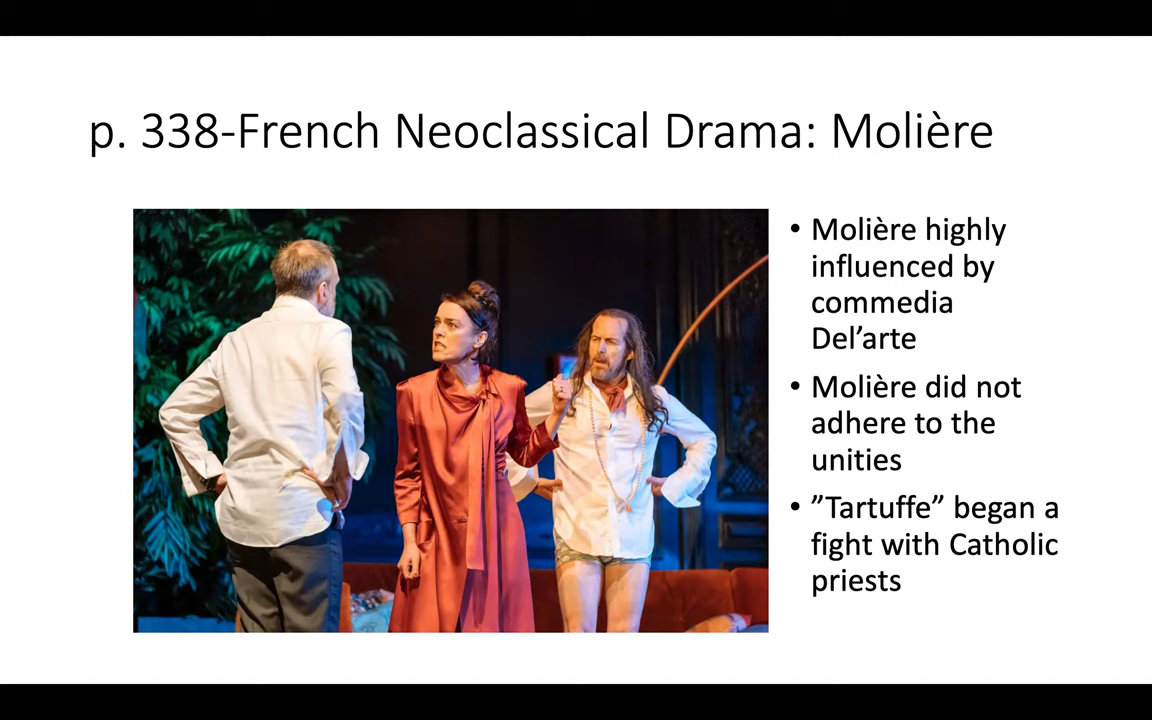 p. 338-French Neoclassical Drama: Molière
• Molière highly
influenced by
commedia
Del’arte
• Molière did not
adhere to the
unities
• ”Tartuffe” began a
fight with Catholic
priests